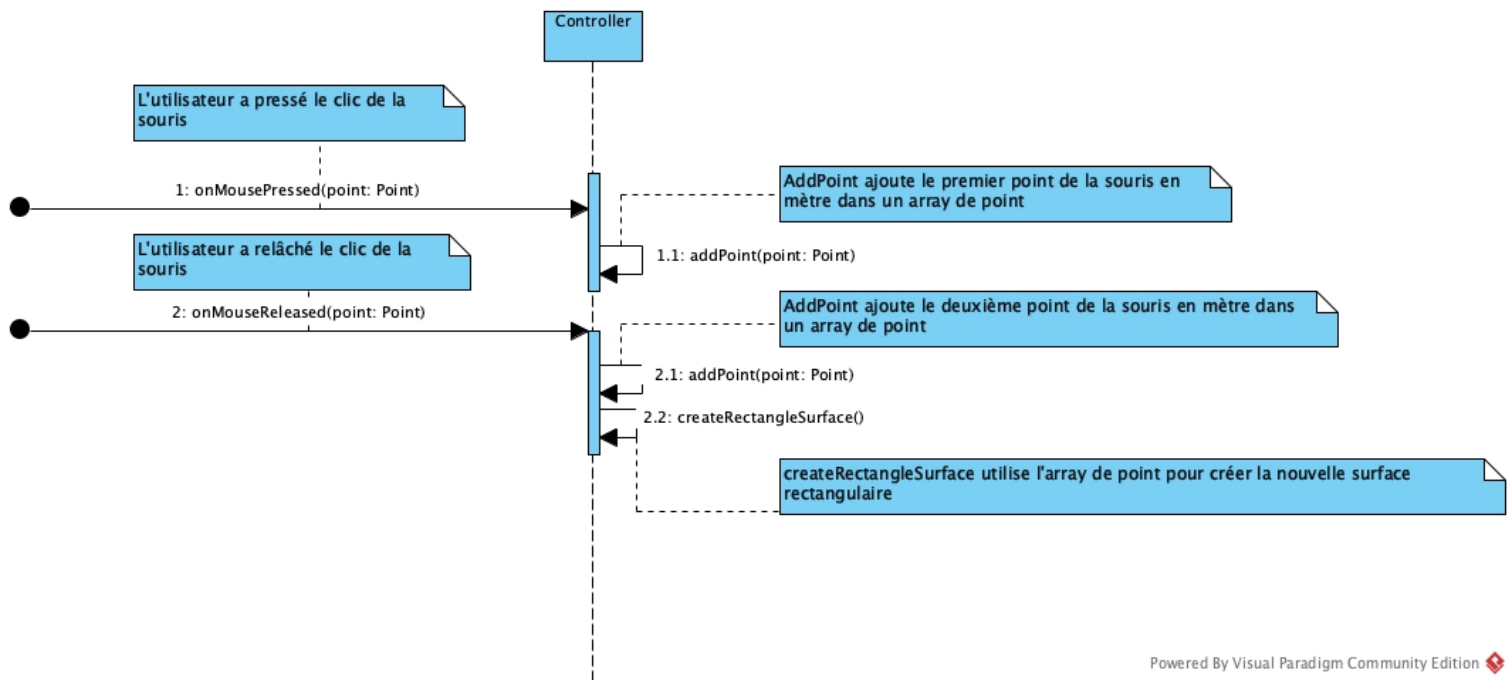 Controller
L'utilisateur a pressé le clic de la
souris
1: onMousePressed(point: Point)
AddPoint ajoute le premier point de la souris en
mètre dans un array de point
L'utilisateur a relâché le clic de la
souris
1.1: addPoint(point: Point)
2: onMouseReleased(point: Point)
AddPoint ajoute le deuxième point de la souris en mètre dans
un array de point
2.1: addPoint(point: Point)
2.2: createRectangleSurface()
createRectangleSurface utilise l'array de point pour créer la nouvelle surface
rectangulaire
Powered By Visual Paradigm Community Edition